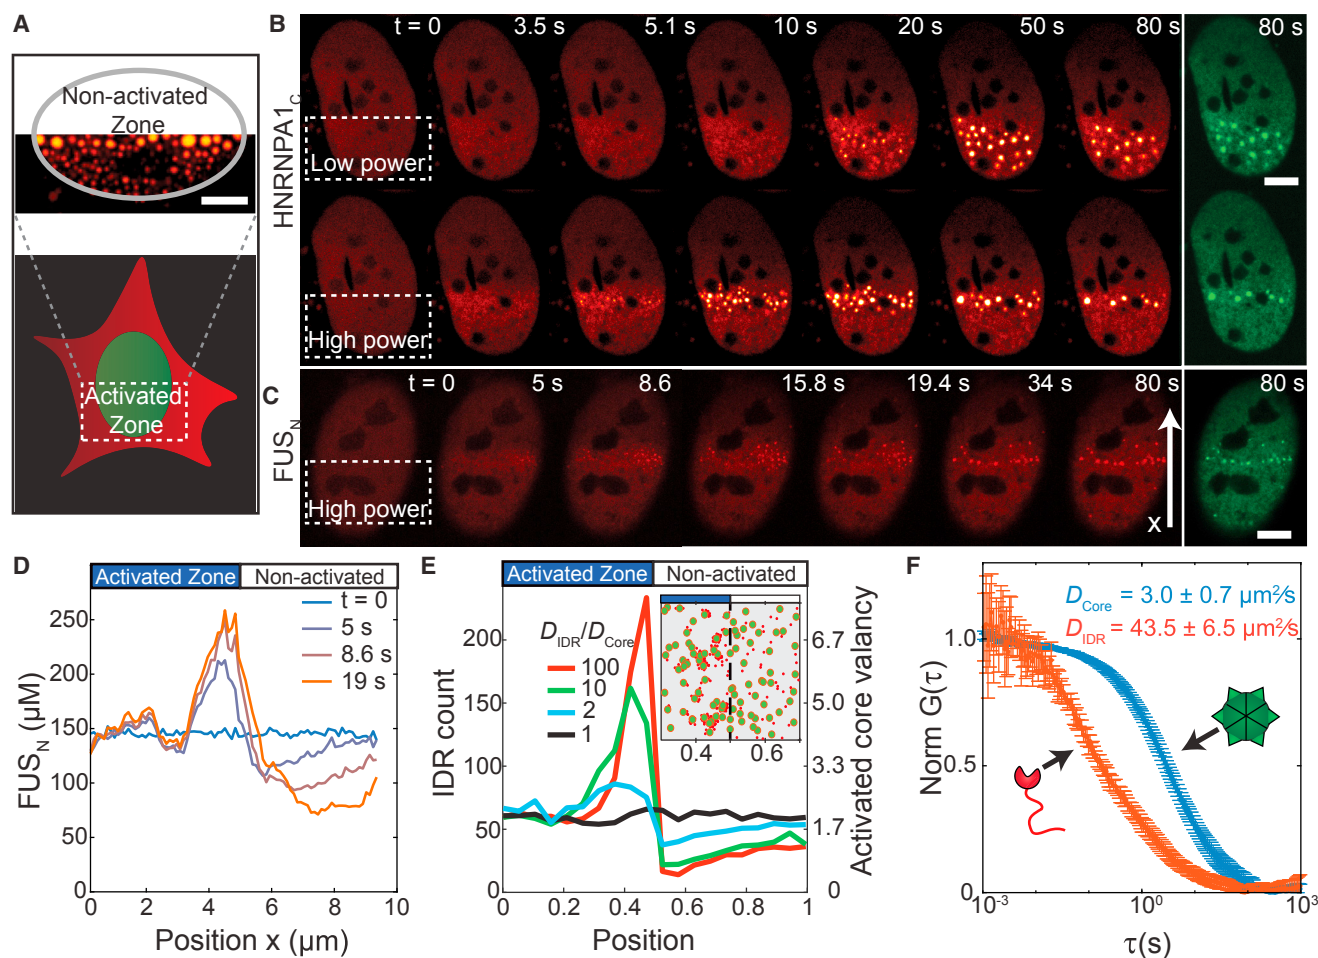 A
Non-activated
Zone
Activated
Zone
B
HNRNPA1C
t = 0 3.5 s 5.1 s 10 s 20 s 50 s 80 s 80 s
Low power
High power
C
FUSN
t = 0 5 s 8.6 15.8 s 19.4 s 34 s 80 s 80 s
High power
x
D
Activated Zone Non-activated
FUSN (µM)
250
200
150
100
50
0
t = 0
5 s
8.6 s
19 s
0 2 4 6 8 10
Position x (µm)
E
Activated Zone Non-activated
IDR count
200
150
100
50
0
DIDR/DCore
100
10
2
1
0.4 0.6
6.7
5.0
3.3
1.7
0
Activated core valancy
0 0.2 0.4 0.6 0.8 1
Position
F
Norm G(τ)
1.0
0.5
0
DCore = 3.0 ± 0.7 µm²/s
DIDR = 43.5 ± 6.5 µm²/s
10⁻³ 10⁰ 10³
τ(s)